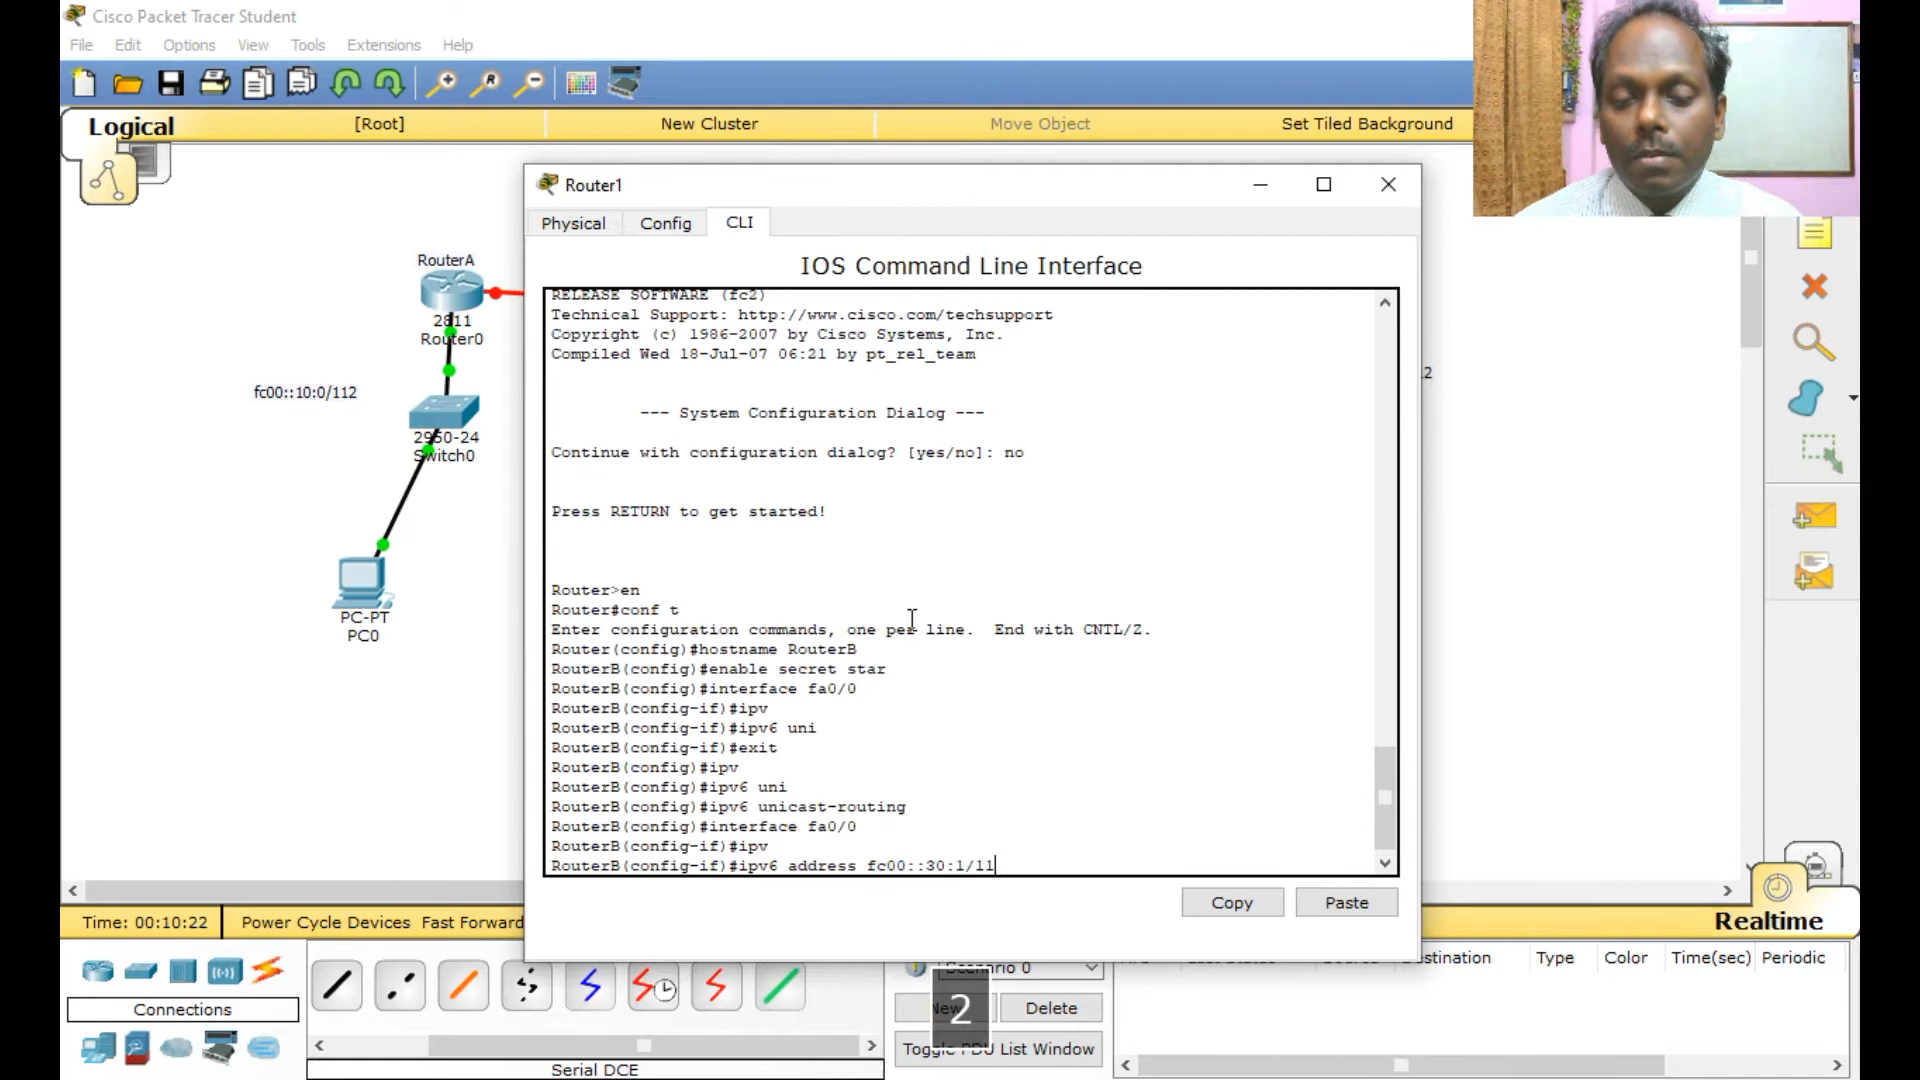 Cisco Packet Tracer Student
File Edit Options View Tools Extensions Help
Logical [Root] New Cluster Move Object Set Tiled Background
Router1
Physical Config CLI
IOS Command Line Interface
RELEASE SOFTWARE (fc2)
Technical Support: http://www.cisco.com/techsupport
Copyright (c) 1986-2007 by Cisco Systems, Inc.
Compiled Wed 18-Jul-07 06:21 by pt_rel_team
--- System Configuration Dialog ---
Continue with configuration dialog? [yes/no]: no
Press RETURN to get started!
Router>en
Router#conf t
Enter configuration commands, one per line.  End with CNTL/Z.
Router(config)#hostname RouterB
RouterB(config)#enable secret star
RouterB(config)#interface fa0/0
RouterB(config-if)#ipv
RouterB(config-if)#ipv6 uni
RouterB(config-if)#exit
RouterB(config)#ipv
RouterB(config)#ipv6 uni
RouterB(config)#ipv6 unicast-routing
RouterB(config)#interface fa0/0
RouterB(config-if)#ipv
RouterB(config-if)#ipv6 address fc00::30:1/11
Copy Paste
RouterA
2811
Router0
fc00::10:0/112
2950-24
Switch0
PC-PT
PC0
Time: 00:10:22 Power Cycle Devices Fast Forward
Realtime
Connections
Serial DCE
Scenario 0
New Delete
2
Toggle PDU List Window
Type Color Time(sec) Periodic